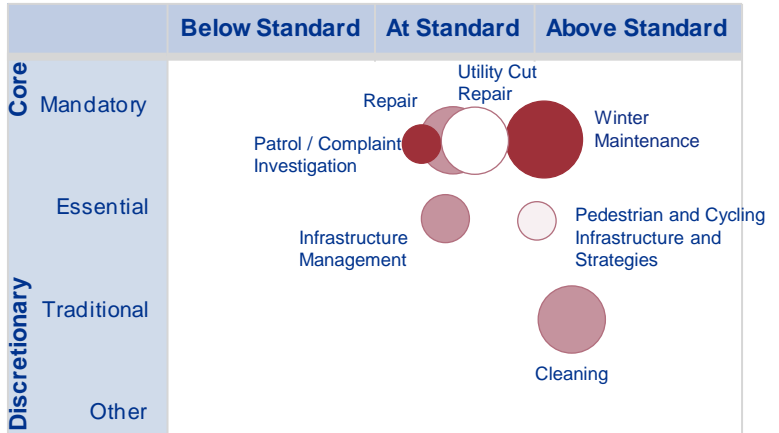 Below Standard
At Standard
Above Standard
Core
Mandatory
Essential
Discretionary
Traditional
Other
Utility Cut
Repair
Repair
Patrol / Complaint
Investigation
Winter
Maintenance
Infrastructure
Management
Pedestrian and Cycling
Infrastructure and
Strategies
Cleaning